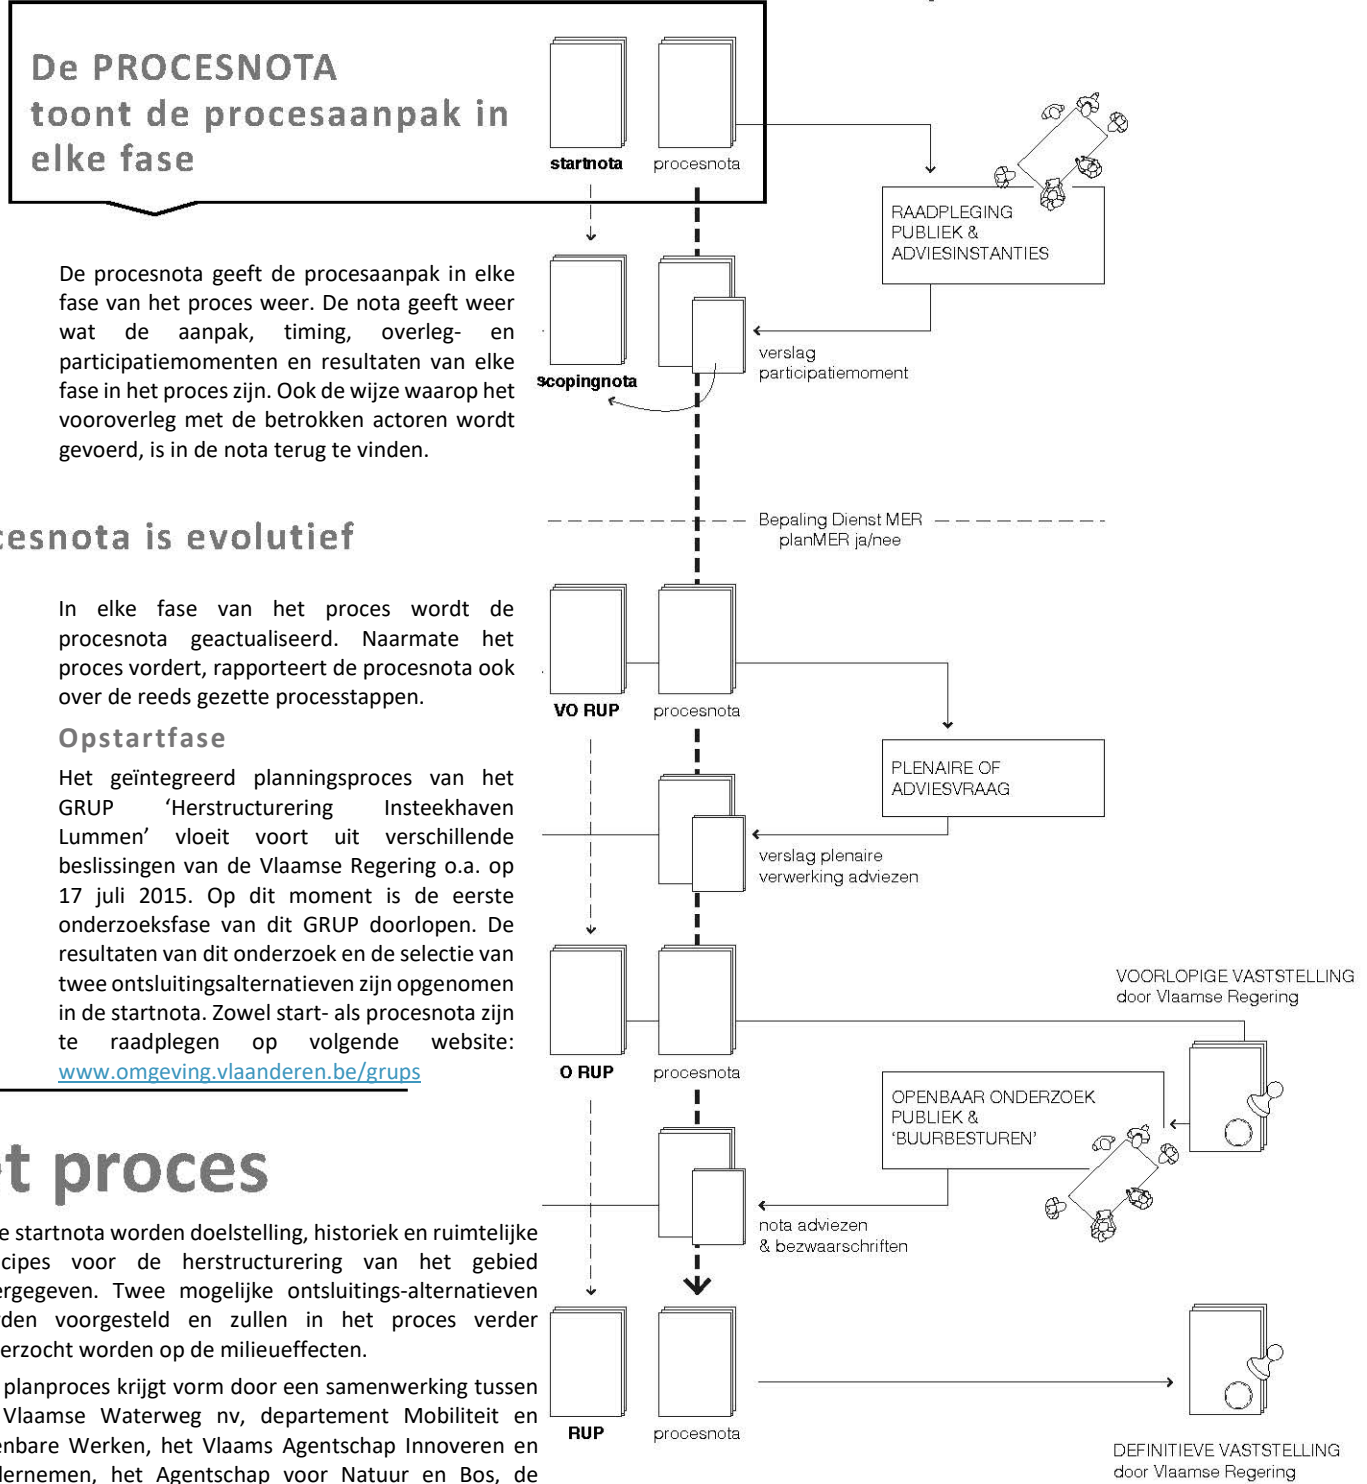 De PROCESNOTA
toont de procesaanpak in
elke fase
De procesnota geeft de procesaanpak in elke
fase van het proces weer. De nota geeft weer
wat de aanpak, timing, overleg- en
participatiemomenten en resultaten van elke
fase in het proces zijn. Ook de wijze waarop het
vooroverleg met de betrokken actoren wordt
gevoerd, is in de nota terug te vinden.
cesnota is evolutief
In elke fase van het proces wordt de
procesnota geactualiseerd. Naarmate het
proces vordert, rapporteert de procesnota ook
over de reeds gezette processtappen.
Opstartfase
Het geïntegreerd planningsproces van het
GRUP ‘Herstructurering Insteekhaven
Lummen’ vloeit voort uit verschillende
beslissingen van de Vlaamse Regering o.a. op
17 juli 2015. Op dit moment is de eerste
onderzoeksfase van dit GRUP doorlopen. De
resultaten van dit onderzoek en de selectie van
twee ontsluitingsalternatieven zijn opgenomen
in de startnota. Zowel start- als procesnota zijn
te raadplegen op volgende website:
www.omgeving.vlaanderen.be/grups
et proces
e startnota worden doelstelling, historiek en ruimtelijke
cipes voor de herstructurering van het gebied
ergegeven. Twee mogelijke ontsluitings-alternatieven
rden voorgesteld en zullen in het proces verder
erzocht worden op de milieueffecten.
planproces krijgt vorm door een samenwerking tussen
Vlaamse Waterweg nv, departement Mobiliteit en
enbare Werken, het Vlaams Agentschap Innoveren en
dernemen, het Agentschap voor Natuur en Bos, de
startnota
procesnota
RAADPLEGING
PUBLIEK &
ADVIESINSTANTIES
verslag
participatiemoment
scopingnota
Bepaling Dienst MER
planMER ja/nee
VO RUP
procesnota
PLENAIRE OF
ADVIESVRAAG
verslag plenaire
verwerking adviezen
VOORLOPIGE VASTSTELLING
door Vlaamse Regering
O RUP
procesnota
OPENBAAR ONDERZOEK
PUBLIEK &
‘BUURBESTUREN’
nota adviezen
& bezwaarschriften
RUP
procesnota
DEFINITIEVE VASTSTELLING
door Vlaamse Regering